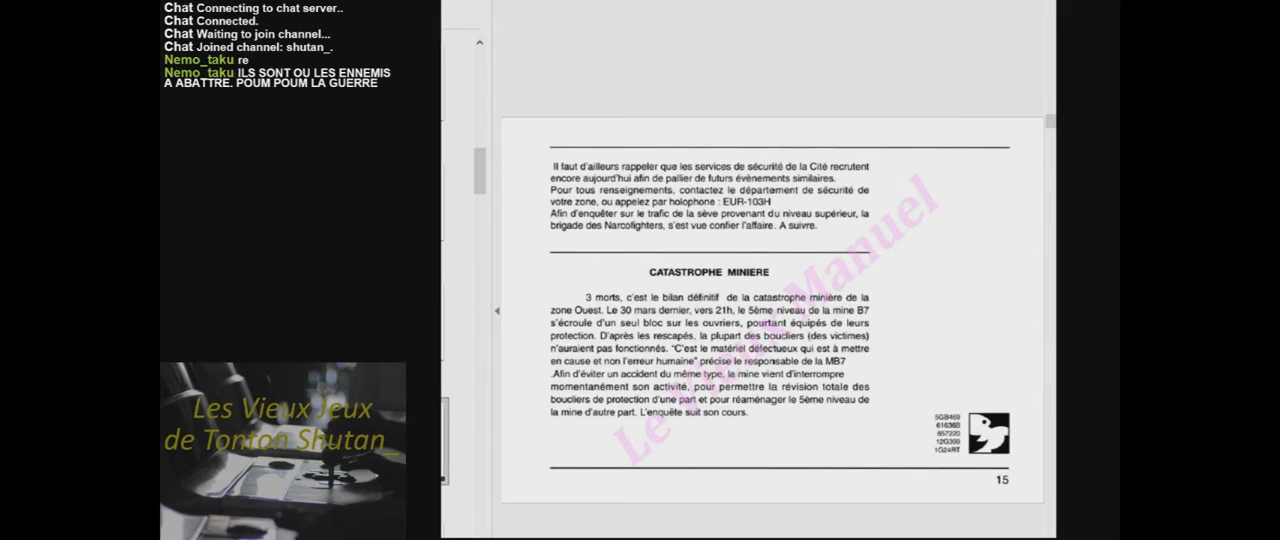 Chat Connecting to chat server..
Chat Connected.
Chat Waiting to join channel...
Chat Joined channel: shutan_.
Nemo_taku re
Nemo_taku ILS SONT OU LES ENNEMIS
A ABATTRE. POUM POUM LA GUERRE
Les Vieux Jeux
de Tonton Shutan_
Il faut d'ailleurs rappeler que les services de sécurité de la Cité recrutent
encore aujourd'hui afin de pallier de futurs évènements similaires.
Pour tous renseignements, contactez le département de sécurité de
votre zone, ou appelez par holophone : EUR-103H
Afin d'enquêter sur le trafic de la sève provenant du niveau supérieur, la
brigade des Narcofighters, s'est vue confier l'affaire. A suivre.
CATASTROPHE MINIERE
3 morts, c'est le bilan définitif de la catastrophe minière de la
zone Ouest. Le 30 mars dernier, vers 21h, le 5ème niveau de la mine B7
s'écroule d'un seul bloc sur les ouvriers, pourtant équipés de leurs
protection. D'après les rescapés, la plupart des boucliers (des victimes)
n'auraient pas fonctionnés. "C'est le matériel défectueux qui est à mettre
en cause et non l'erreur humaine" précise le responsable de la MB7
.Afin d'éviter un accident du même type, la mine vient d'interrompre
momentanément son activité, pour permettre la révision totale des
boucliers de protection d'une part et pour réaménager le 5ème niveau de
la mine d'autre part. L'enquête suit son cours.
Le Vieux Manuel
5GB469
616368
657220
12G399
1G24RT
15